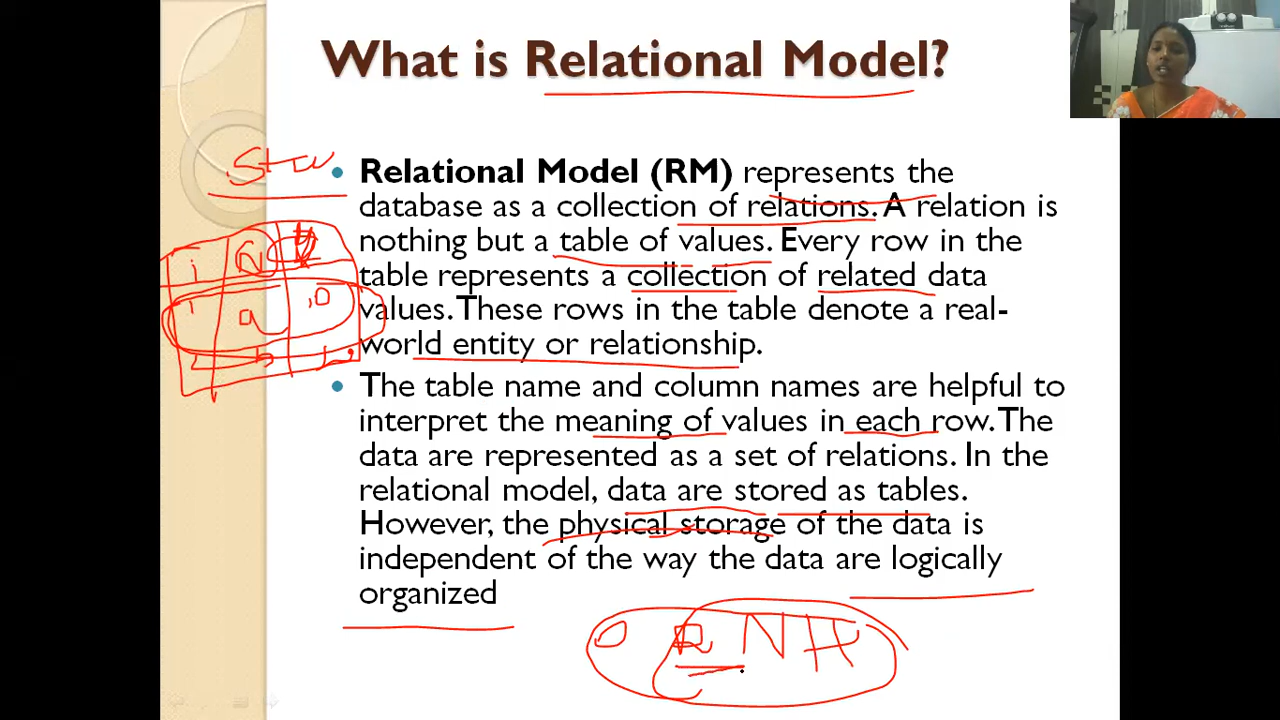 What is Relational Model?
Stu
• Relational Model (RM) represents the
database as a collection of relations. A relation is
nothing but a table of values. Every row in the
table represents a collection of related data
values. These rows in the table denote a real-
world entity or relationship.
• The table name and column names are helpful to
interpret the meaning of values in each row. The
data are represented as a set of relations. In the
relational model, data are stored as tables.
However, the physical storage of the data is
independent of the way the data are logically
organized